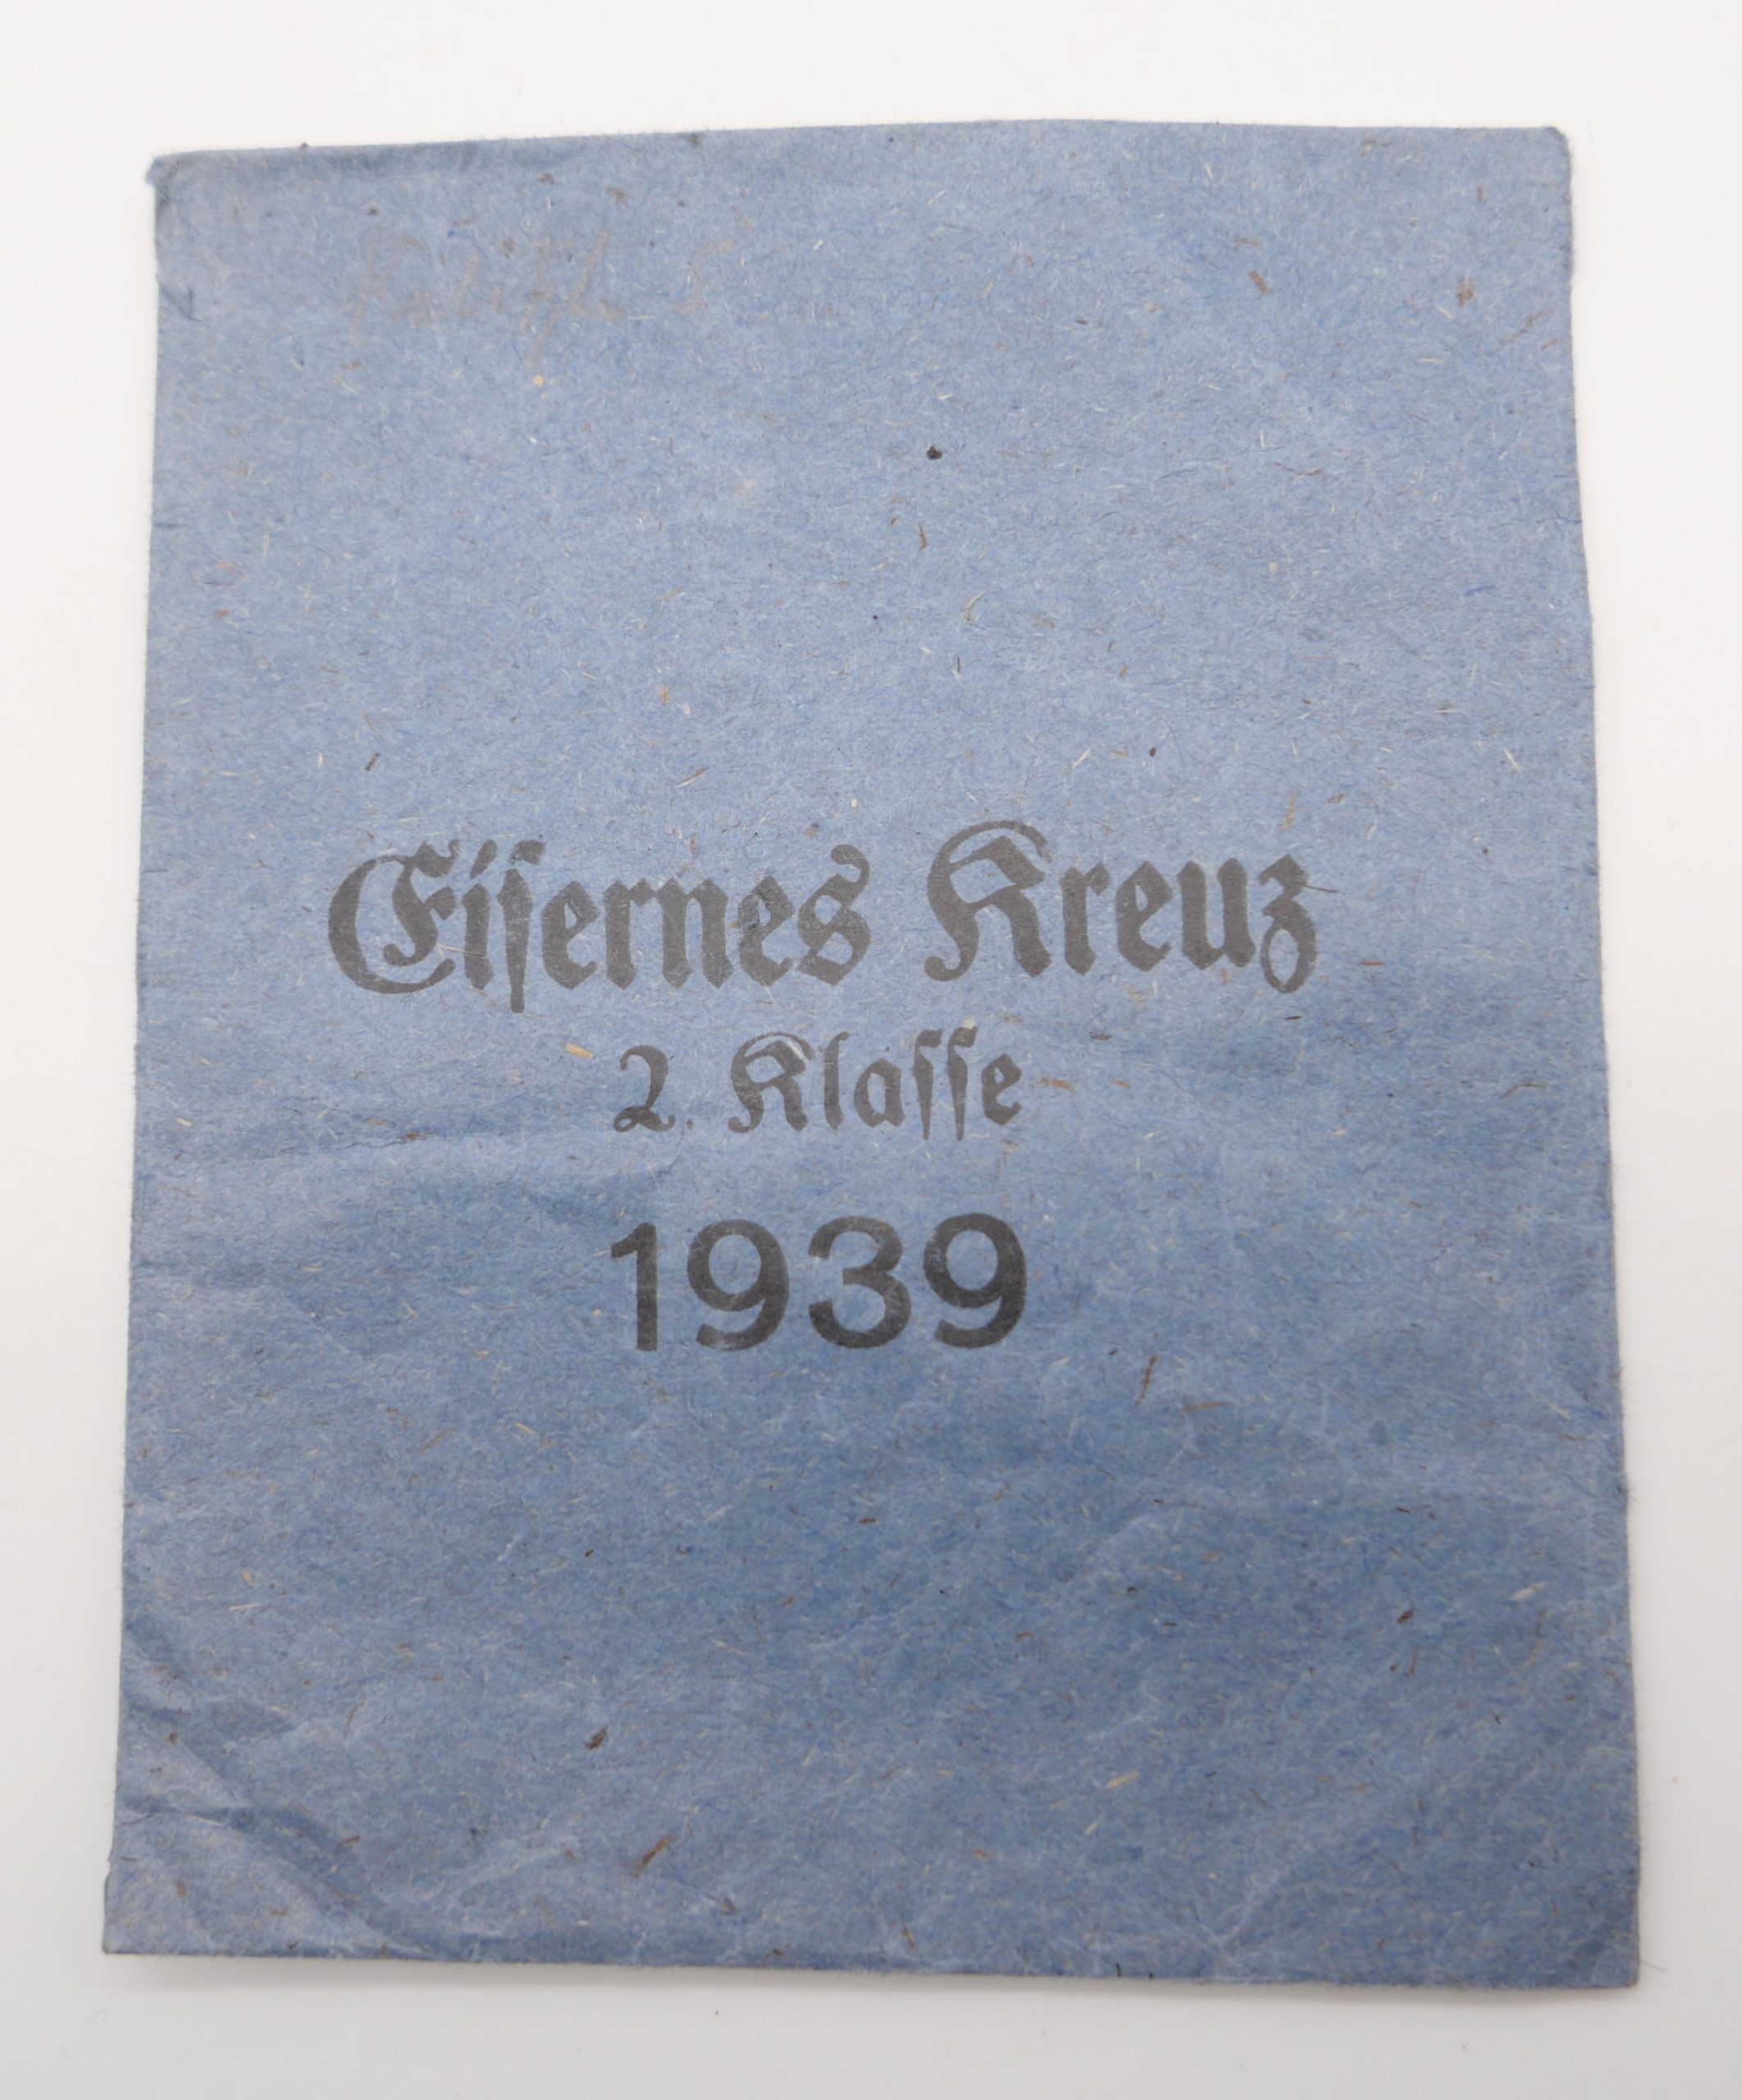 Eiſernes Kreuz
2. Klaſſe
1939